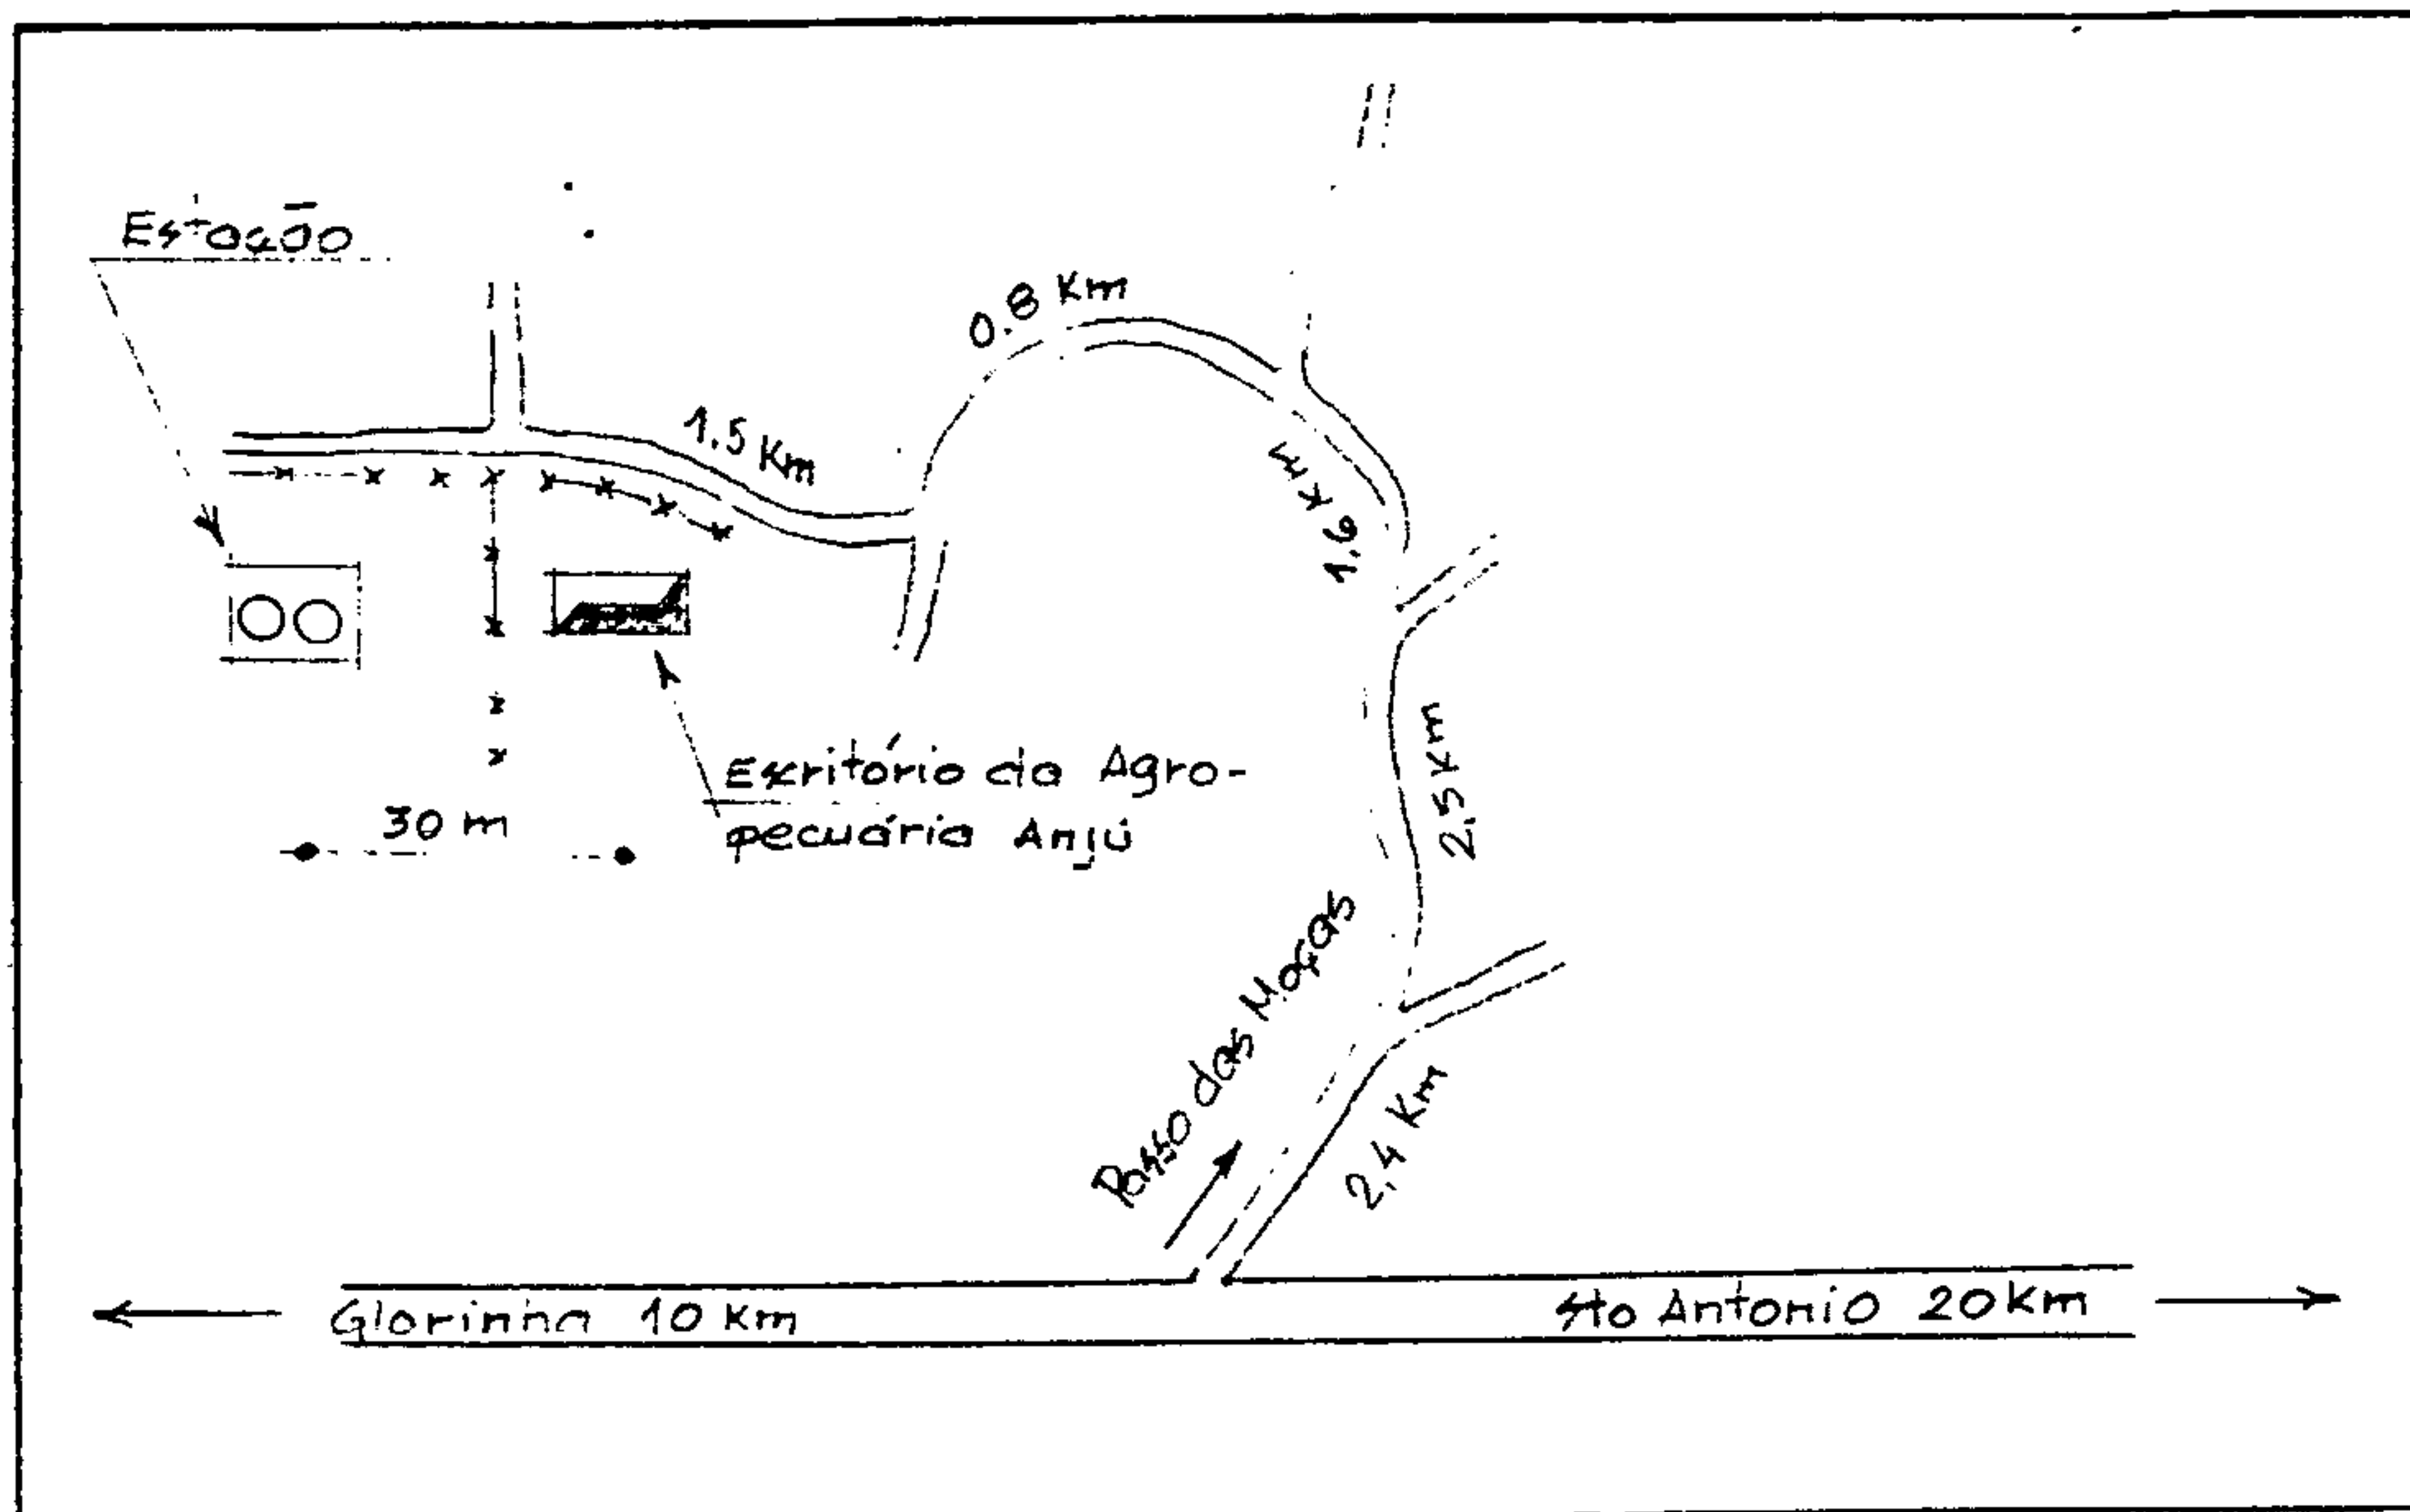 Estação
0.8 Km
1.5 Km
1.6 Km
Escritório da Agro-
pecuária Anjú
30 m
2,5 Km
Passo das Moças
2,4 Km
Glorinha 10 Km
Sto Antonio 20 Km